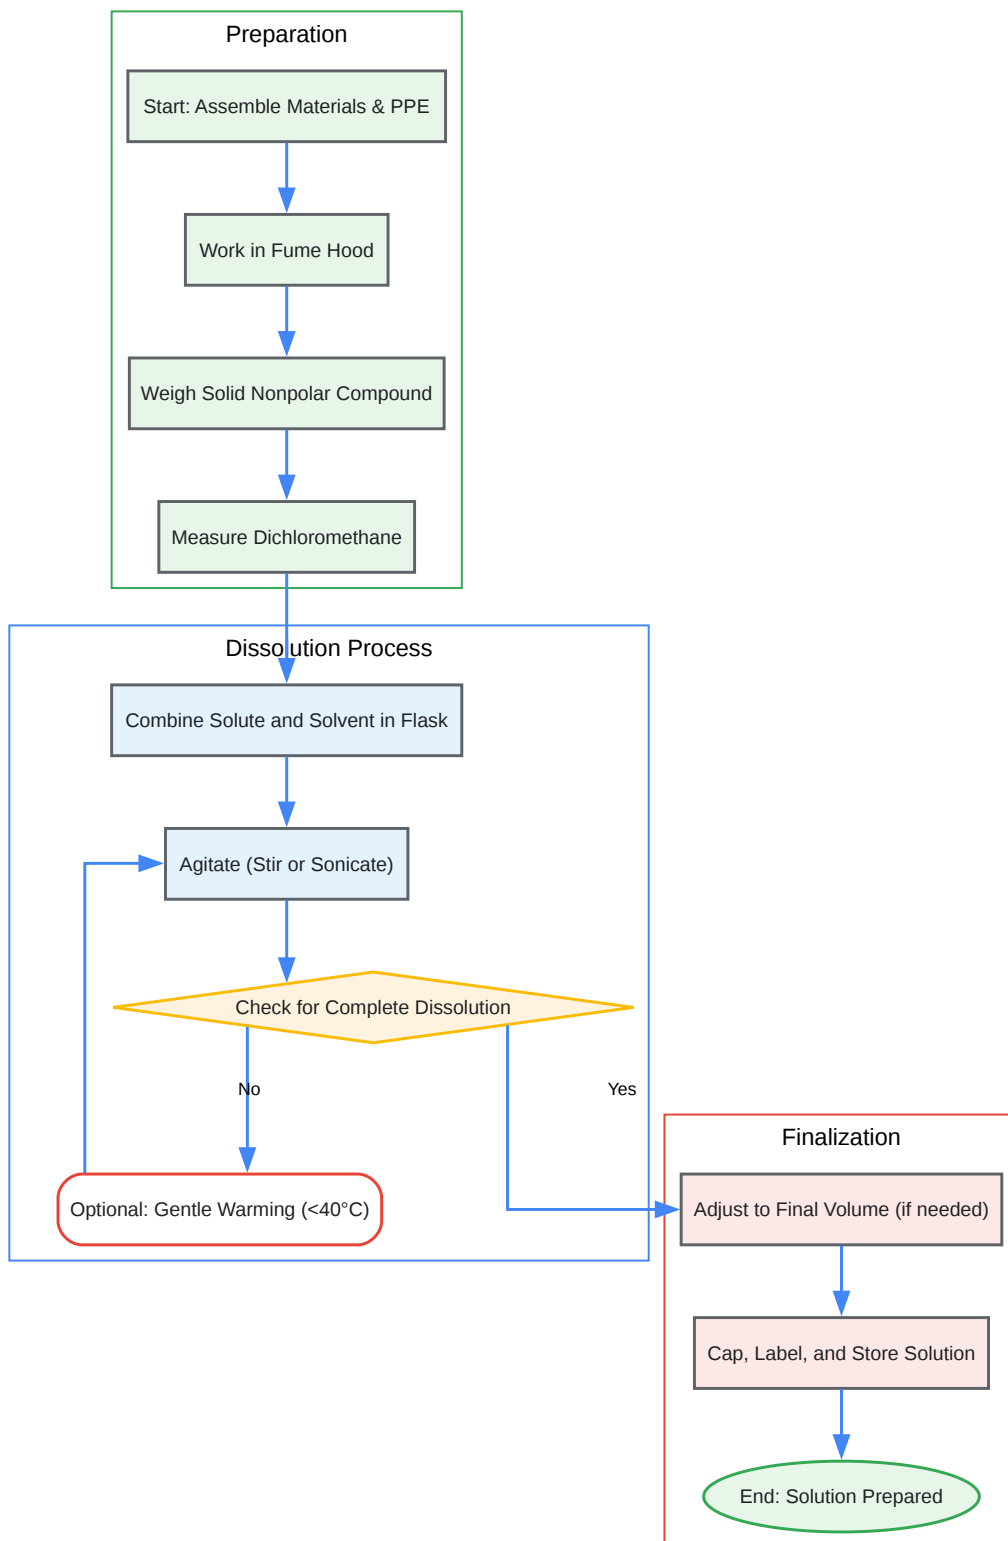 Preparation
Start: Assemble Materials & PPE
Work in Fume Hood
Weigh Solid Nonpolar Compound
Measure Dichloromethane
Dissolution Process
Combine Solute and Solvent in Flask
Agitate (Stir or Sonicate)
Check for Complete Dissolution
No
Yes
Optional: Gentle Warming (<40°C)
Finalization
Adjust to Final Volume (if needed)
Cap, Label, and Store Solution
End: Solution Prepared